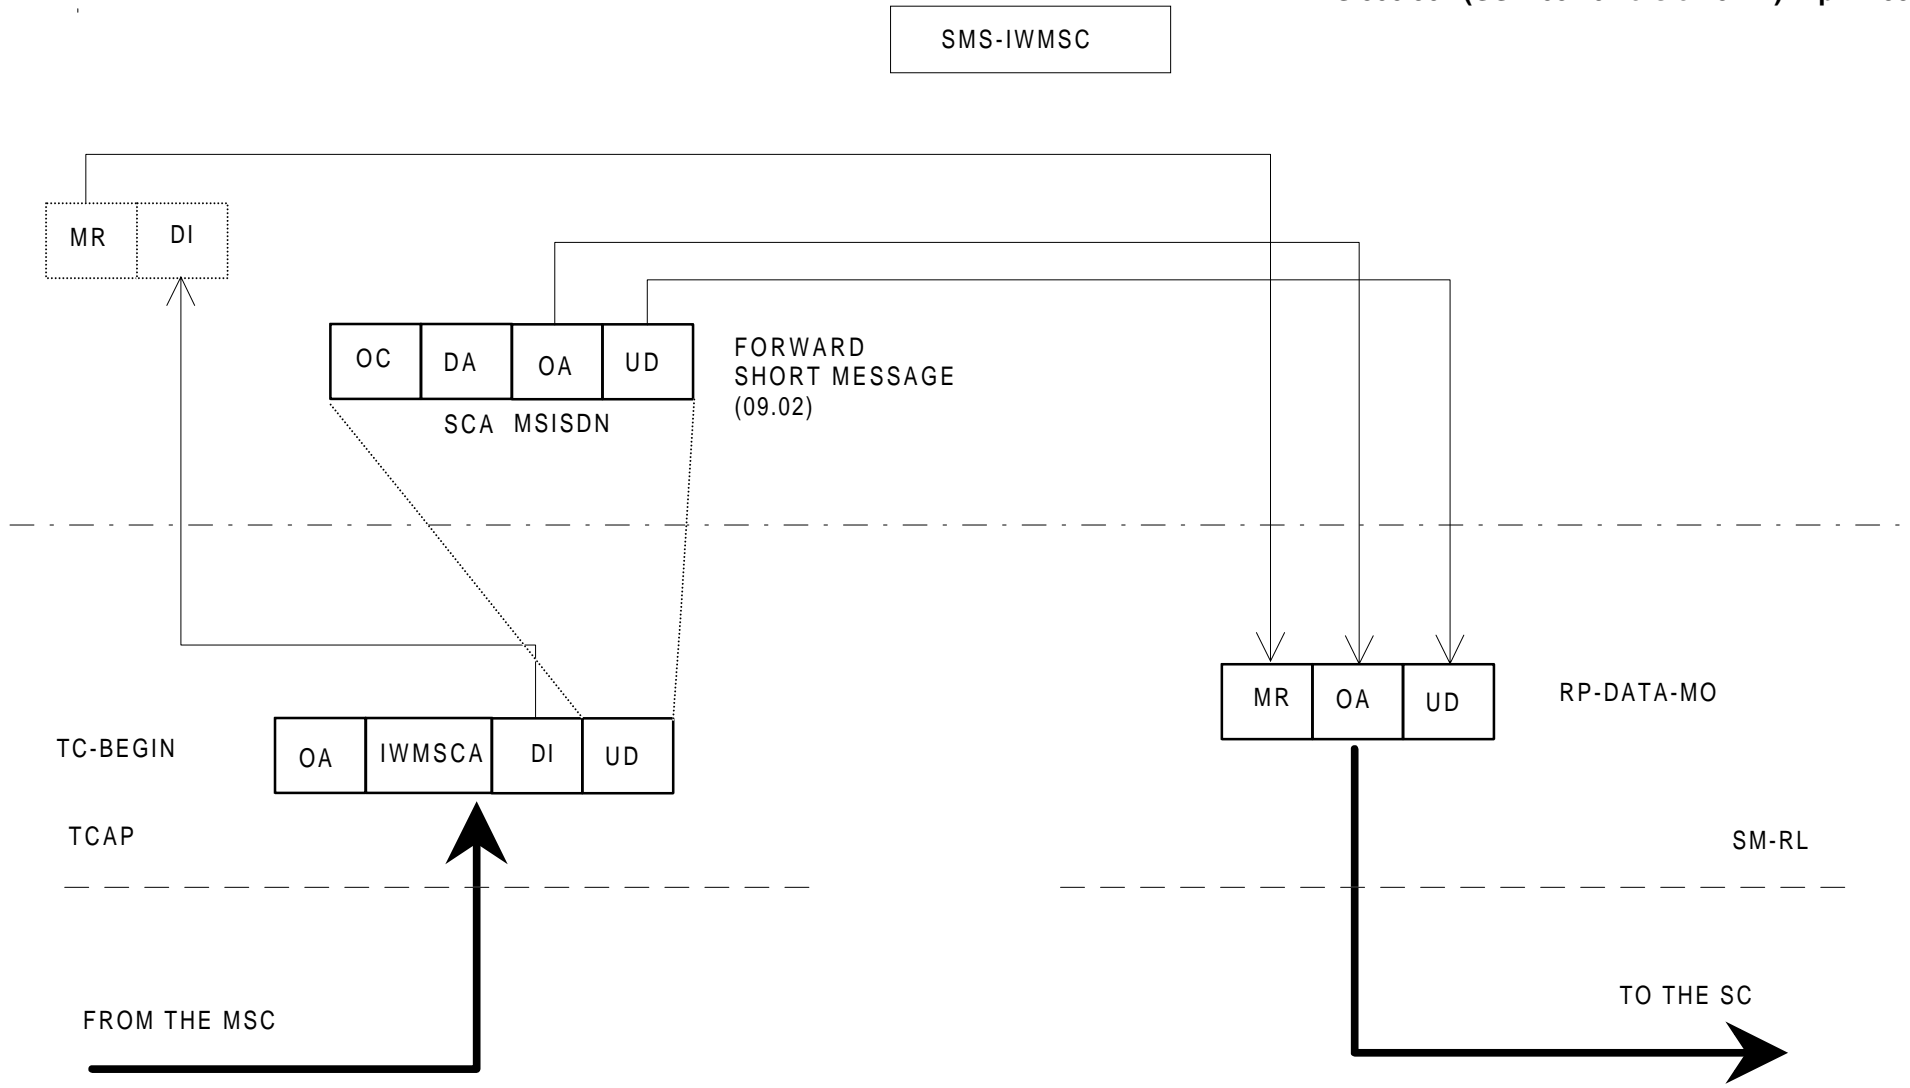 SMS-IWMSC
MR DI
OC DA OA UD
SCA MSISDN
FORWARD
SHORT MESSAGE
(09.02)
MR OA UD
RP-DATA-MO
TC-BEGIN
OA IWMSCA DI UD
TCAP
SM-RL
TO THE SC
FROM THE MSC